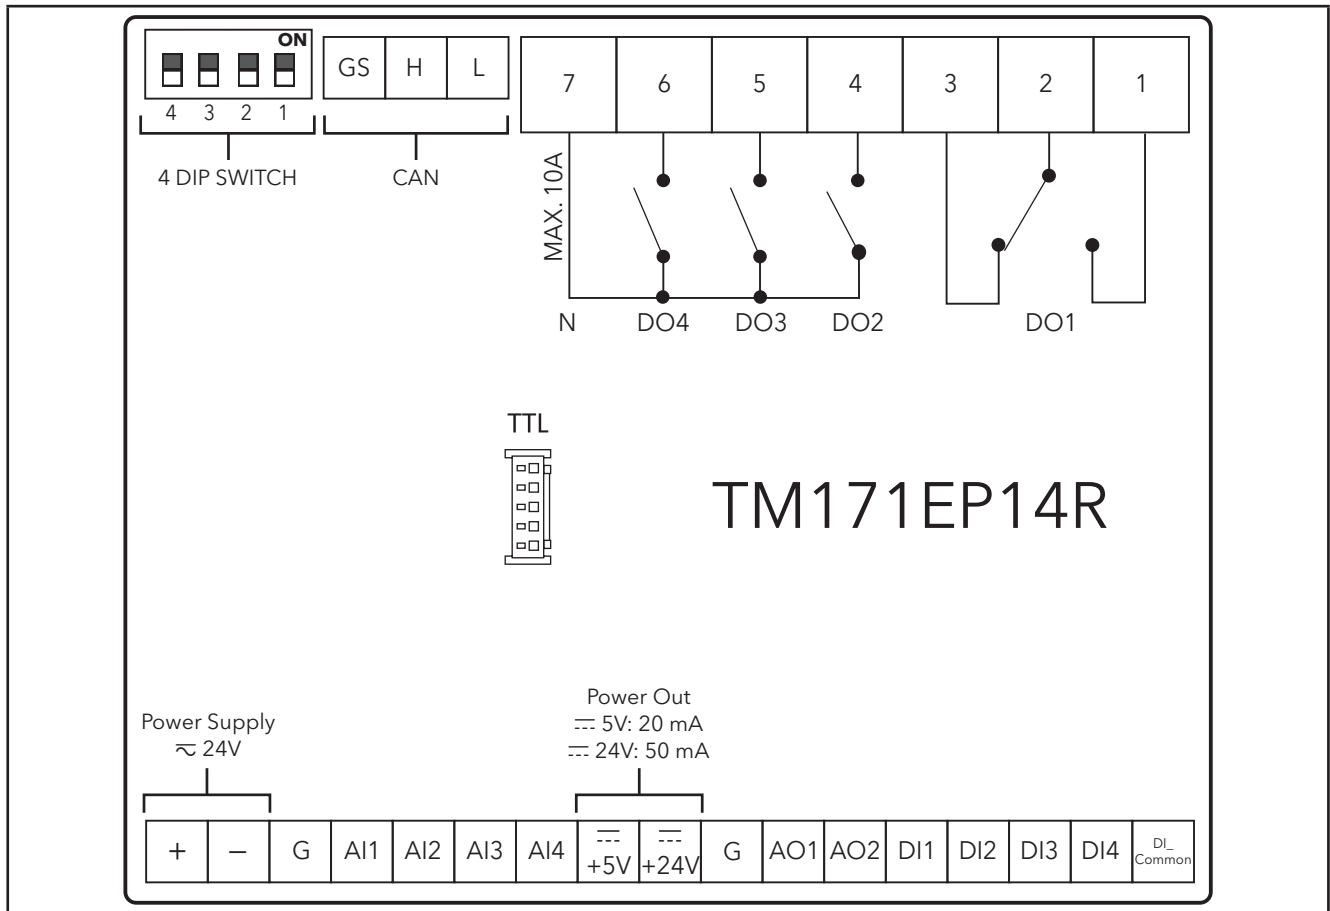 ON
GS H L
7 6 5 4 3 2 1
4 3 2 1
4 DIP SWITCH
CAN
MAX. 10A
N DO4 DO3 DO2 DO1
TTL
TM171EP14R
Power Supply
24V
Power Out
5V: 20 mA
24V: 50 mA
+ − G AI1 AI2 AI3 AI4 +5V +24V G AO1 AO2 DI1 DI2 DI3 DI4 DI_
Common